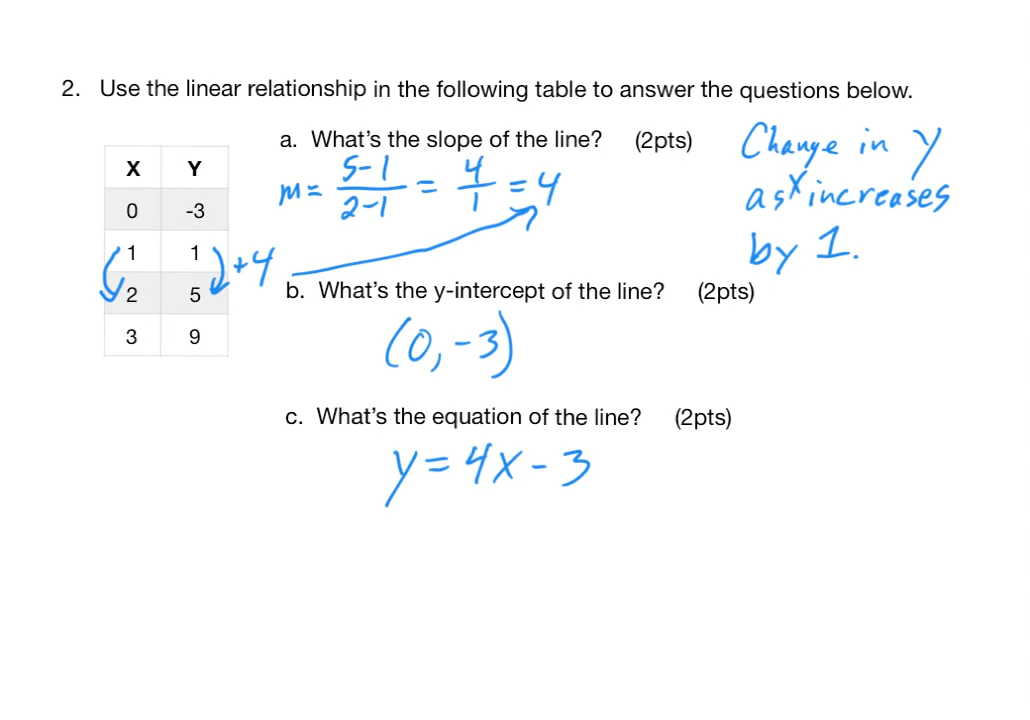 2. Use the linear relationship in the following table to answer the questions below.
a. What's the slope of the line? (2pts)
Change in y
as x increases
by 1.
m = 5-1/2-1 = 4/1 = 4
X Y
0 -3
1 1
2 5
3 9
+4
b. What's the y-intercept of the line? (2pts)
(0, -3)
c. What's the equation of the line? (2pts)
y = 4x - 3